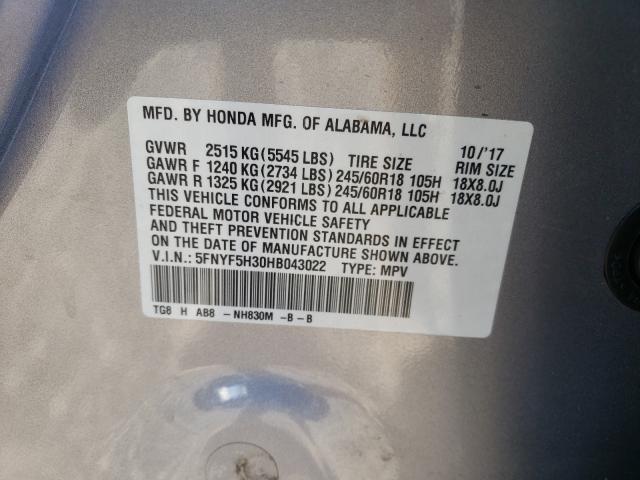 MFD. BY HONDA MFG. OF ALABAMA, LLC
GVWR 2515 KG (5545 LBS) TIRE SIZE 10/'17 RIM SIZE
GAWR F 1240 KG (2734 LBS) 245/60R18 105H 18X8.0J
GAWR R 1325 KG (2921 LBS) 245/60R18 105H 18X8.0J
THIS VEHICLE CONFORMS TO ALL APPLICABLE
FEDERAL MOTOR VEHICLE SAFETY
AND THEFT PREVENTION STANDARDS IN EFFECT
ON THE DATE OF MANUFACTURE SHOWN ABOVE.
V.I.N.: 5FNYF5H30HB043022 TYPE: MPV
TG8 H AB8 -NH830M -B-B